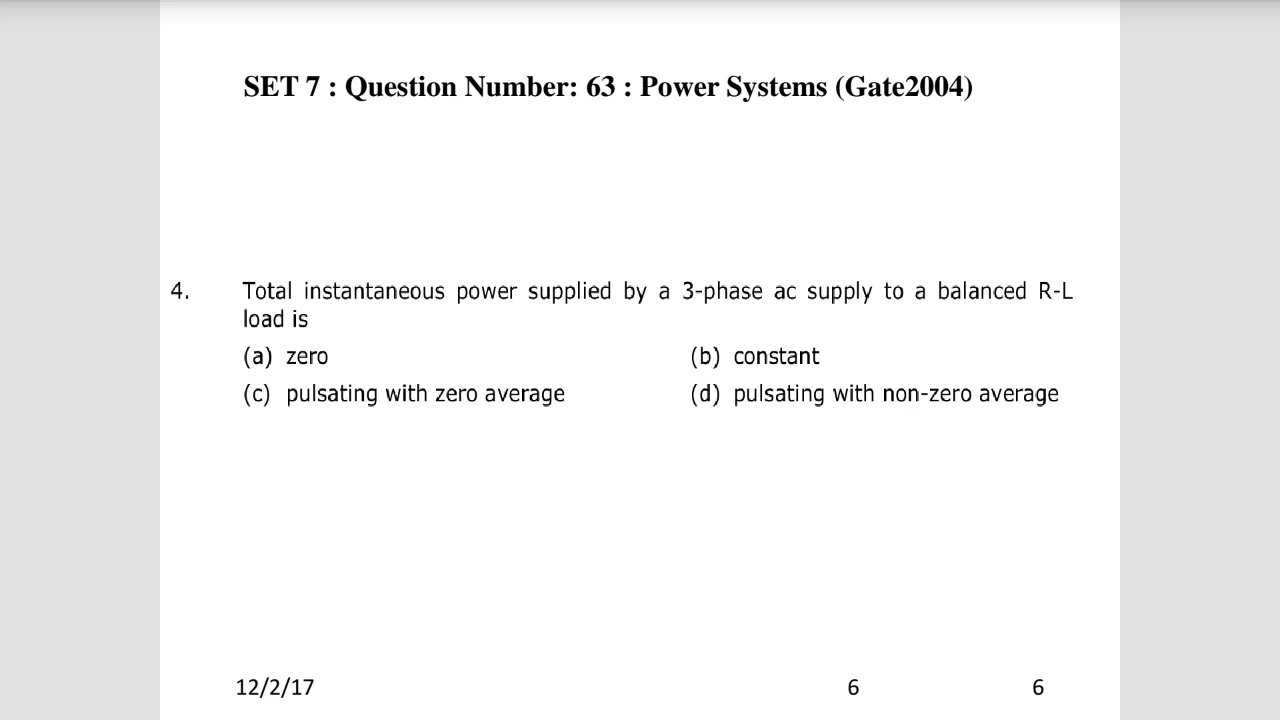 SET 7 : Question Number: 63 : Power Systems (Gate2004)
4. Total instantaneous power supplied by a 3-phase ac supply to a balanced R-L
load is
(a) zero (b) constant
(c) pulsating with zero average (d) pulsating with non-zero average
12/2/17 6 6